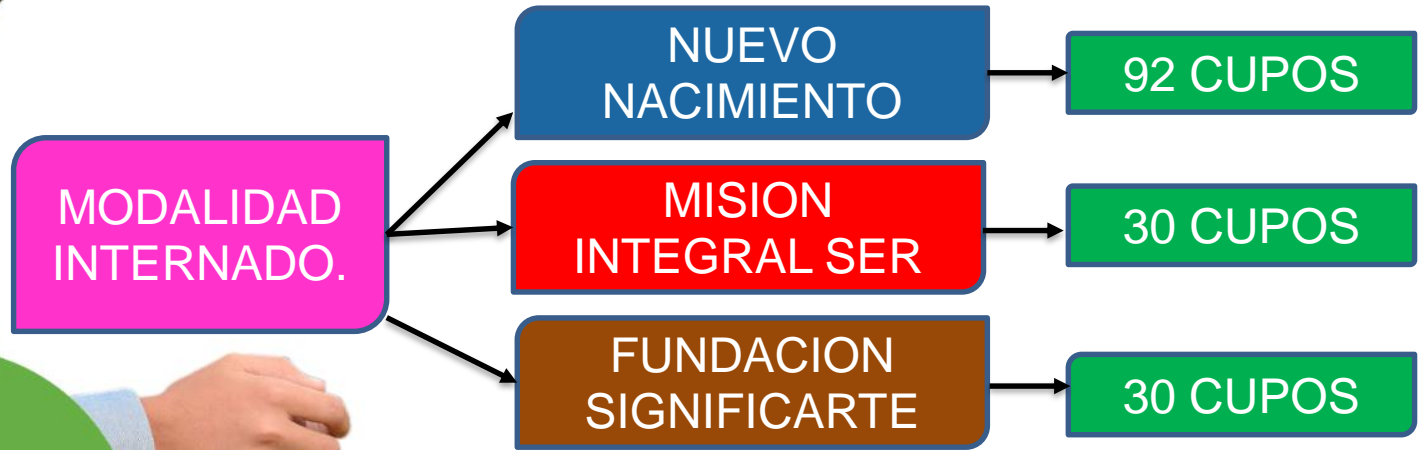 MODALIDAD
INTERNADO.
NUEVO
NACIMIENTO
92 CUPOS
MISION
INTEGRAL SER
30 CUPOS
FUNDACION
SIGNIFICARTE
30 CUPOS